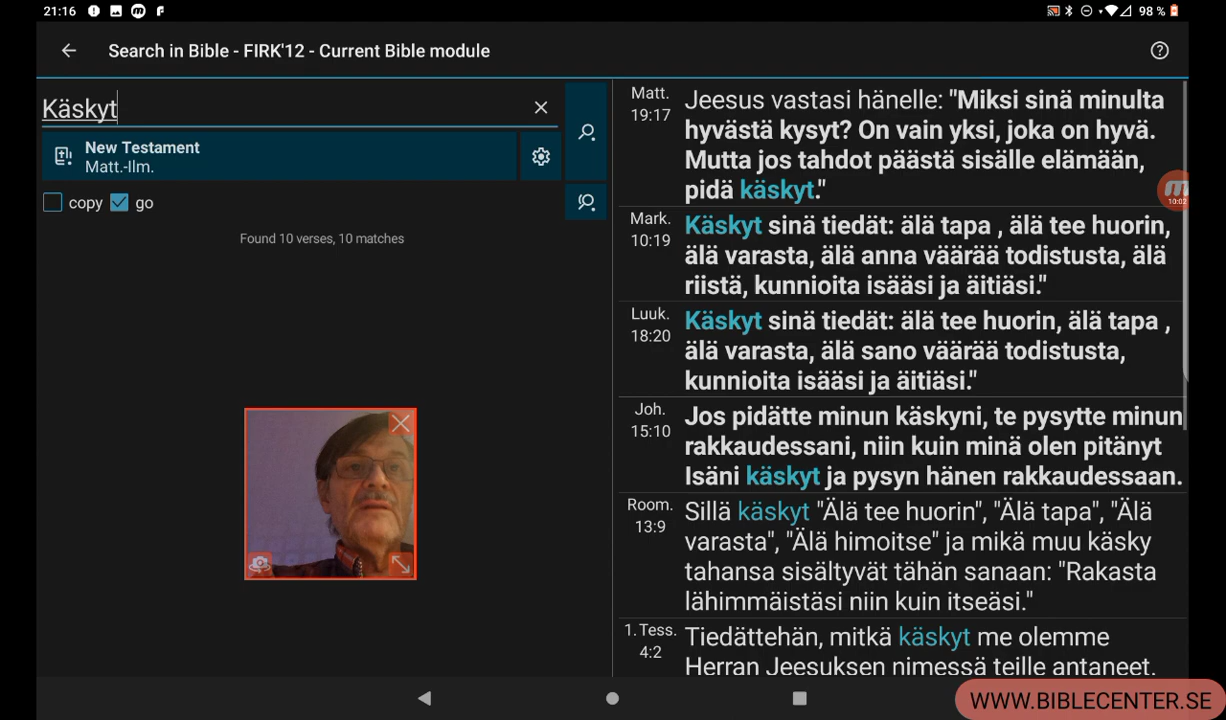 21:16
98 %
Search in Bible - FIRK'12 - Current Bible module
Käskyt
New Testament
Matt.-Ilm.
copy
go
Found 10 verses, 10 matches
Matt.
19:17
Jeesus vastasi hänelle: "Miksi sinä minulta
hyvästä kysyt? On vain yksi, joka on hyvä.
Mutta jos tahdot päästä sisälle elämään,
pidä käskyt."
10:02
Mark.
10:19
Käskyt sinä tiedät: älä tapa , älä tee huorin,
älä varasta, älä anna väärää todistusta, älä
riistä, kunnioita isääsi ja äitiäsi."
Luuk.
18:20
Käskyt sinä tiedät: älä tee huorin, älä tapa ,
älä varasta, älä sano väärää todistusta,
kunnioita isääsi ja äitiäsi."
Joh.
15:10
Jos pidätte minun käskyni, te pysytte minun
rakkaudessani, niin kuin minä olen pitänyt
Isäni käskyt ja pysyn hänen rakkaudessaan.
Room.
13:9
Sillä käskyt "Älä tee huorin", "Älä tapa", "Älä
varasta", "Älä himoitse" ja mikä muu käsky
tahansa sisältyvät tähän sanaan: "Rakasta
lähimmäistäsi niin kuin itseäsi."
1. Tess.
4:2
Tiedättehän, mitkä käskyt me olemme
Herran Jeesuksen nimessä teille antaneet.
WWW.BIBLECENTER.SE